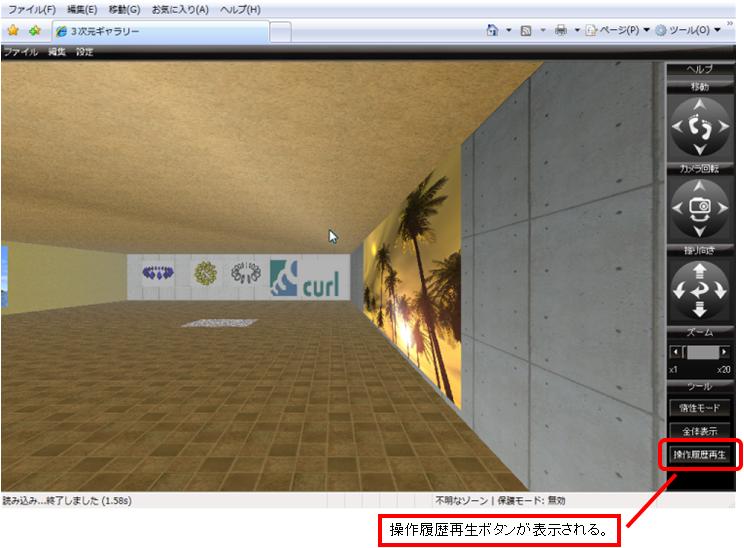 ファイル(F) 編集(E) 移動(G) お気に入り(A) ヘルプ(H)
3次元ギャラリー
ページ(P) ツール(O)
ファイル 編集 設定
ヘルプ
移動
カメラ回転
振り向き
ズーム
x1 x20
ツール
慣性モード
全体表示
操作履歴再生
curl
読み込み...終了しました (1.58s)
不明なゾーン | 保護モード: 無効
操作履歴再生ボタンが表示される。